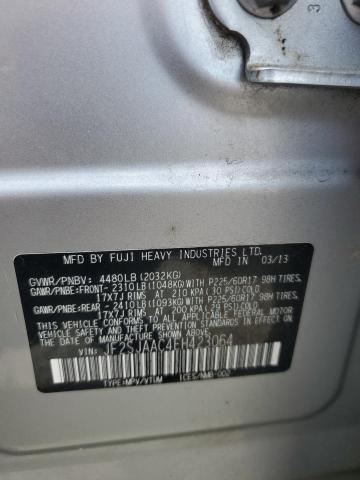 3
MFD BY FUJI HEAVY INDUSTRIES LTD.
MFD IN 03/13
GVWR/PNBV: 4480LB(2032KG)
GAWR/PNBE:FRONT- 2310LB(1048KG)WITH P225/60R17 98H TIRES,
17X7J RIMS AT 210 KPA(30 PSI)COLD
GAWR/PNBE:REAR - 2410LB(1093KG)WITH P225/60R17 98H TIRES,
17X7J RIMS AT 200 KPA(29 PSI)COLD
THIS VEHICLE CONFORMS TO ALL APPLICABLE FEDERAL MOTOR
VEHICLE SAFETY, BUMPER, AND THEFT PREVENTION STANDARDS
IN EFFECT ON THE DATE OF MANUFACTURE SHOWN ABOVE.
VIN: JF2SJAAC4EH423064
TYPE:MPV/VTUM